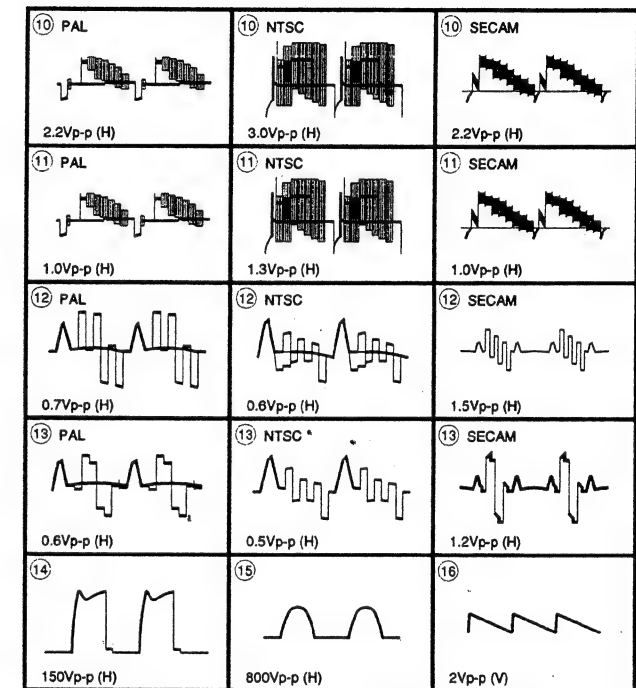 ⑩ PAL
2.2Vp-p (H)
⑩ NTSC
3.0Vp-p (H)
⑩ SECAM
2.2Vp-p (H)
⑪ PAL
1.0Vp-p (H)
⑪ NTSC
1.3Vp-p (H)
⑪ SECAM
1.0Vp-p (H)
⑫ PAL
0.7Vp-p (H)
⑫ NTSC
0.6Vp-p (H)
⑫ SECAM
1.5Vp-p (H)
⑬ PAL
0.6Vp-p (H)
⑬ NTSC
0.5Vp-p (H)
⑬ SECAM
1.2Vp-p (H)
⑭
150Vp-p (H)
⑮
800Vp-p (H)
⑯
2Vp-p (V)